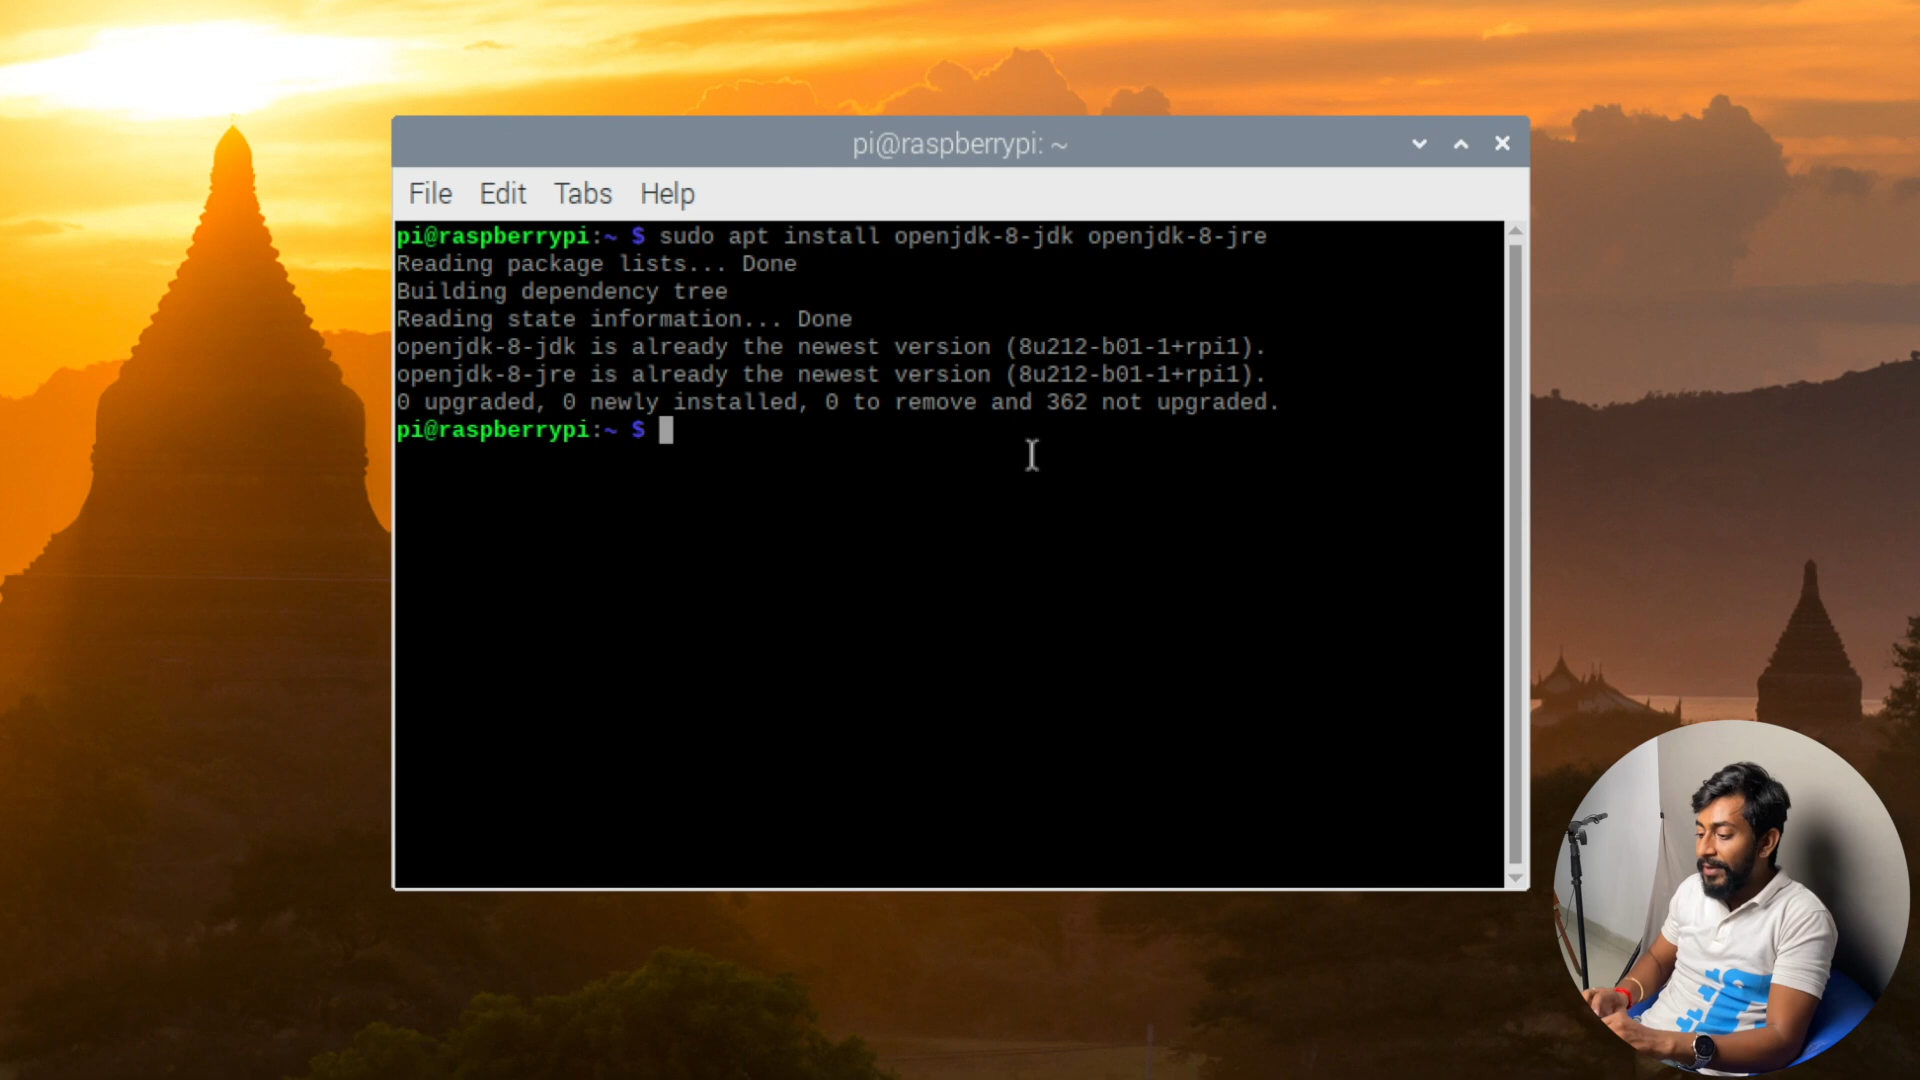 pi@raspberrypi: ~
File Edit Tabs Help
pi@raspberrypi:~ $ sudo apt install openjdk-8-jdk openjdk-8-jre
Reading package lists... Done
Building dependency tree
Reading state information... Done
openjdk-8-jdk is already the newest version (8u212-b01-1+rpi1).
openjdk-8-jre is already the newest version (8u212-b01-1+rpi1).
0 upgraded, 0 newly installed, 0 to remove and 362 not upgraded.
pi@raspberrypi:~ $